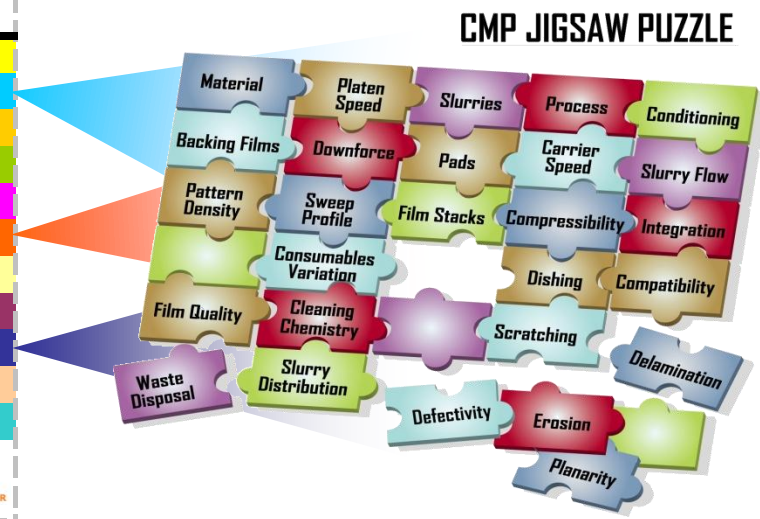 CMP JIGSAW PUZZLE
Material
Platen
Speed
Slurries
Process
Conditioning
Backing Films
Downforce
Pads
Carrier
Speed
Slurry Flow
Pattern
Density
Sweep
Profile
Film Stacks
Compressibility
Integration
Consumables
Variation
Dishing
Compatibility
Film Quality
Cleaning
Chemistry
Scratching
Delamination
Waste
Disposal
Slurry
Distribution
Defectivity
Erosion
Planarity
R